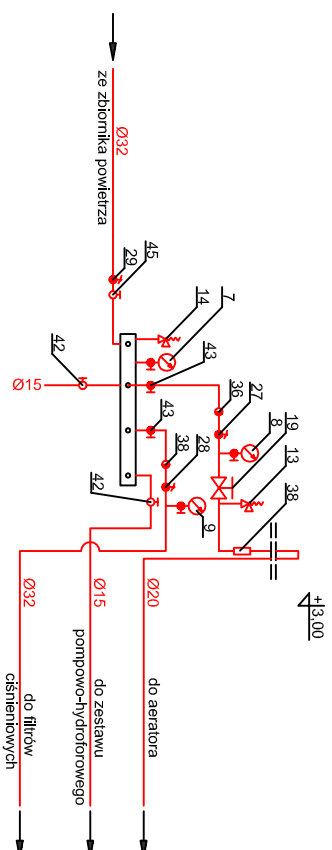 Ø32
ze zbiornika powietrza
29
45
14
7
43
42
Ø15
36
27
8
19
13
38
43
38
28
9
42
+3,00
Ø20
do aeratora
Ø15
do zestawu
pompowo-hydroforowego
Ø32
do filtrów
ciśnieniowych